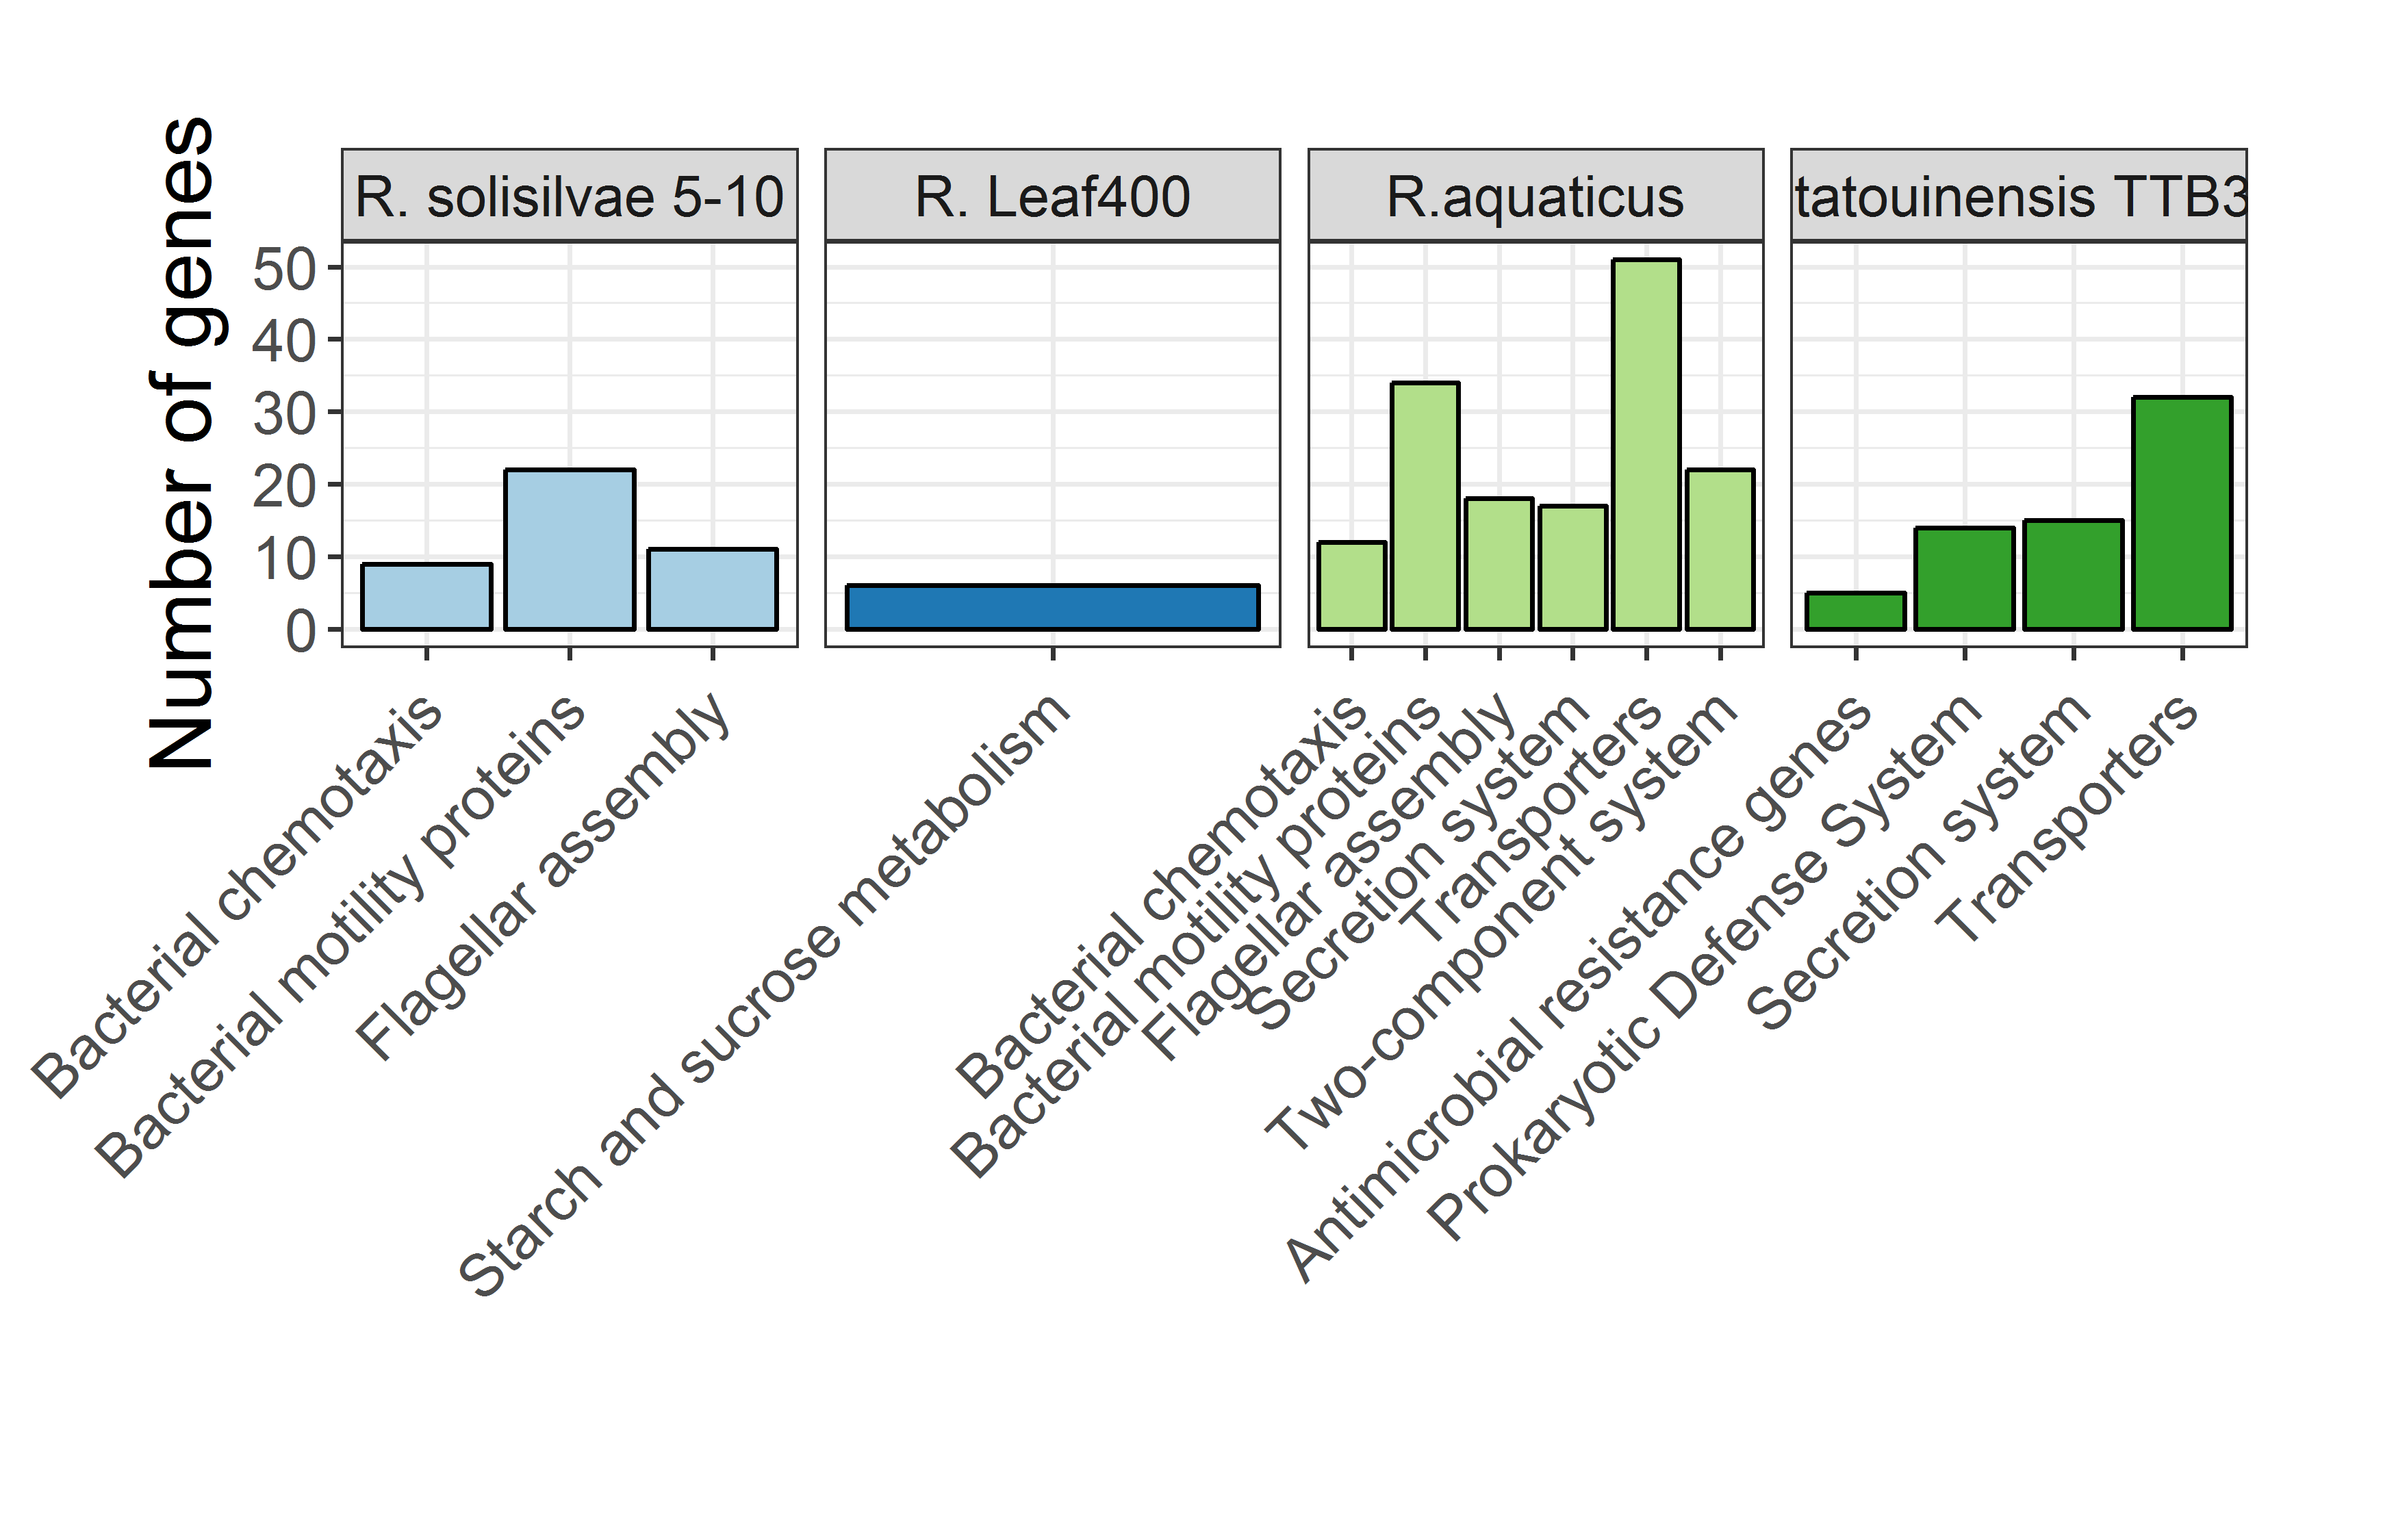 Number of genes
R. solisilvae 5-10
R. Leaf400
R.aquaticus
tatouinensis TTB3
50
40
30
20
10
0
Bacterial chemotaxis
Bacterial motility proteins
Flagellar assembly
Starch and sucrose metabolism
Bacterial chemotaxis
Bacterial motility proteins
Flagellar assembly
Secretion system
Transporters
Two-component system
Antimicrobial resistance genes
Prokaryotic Defense System
Secretion system
Transporters